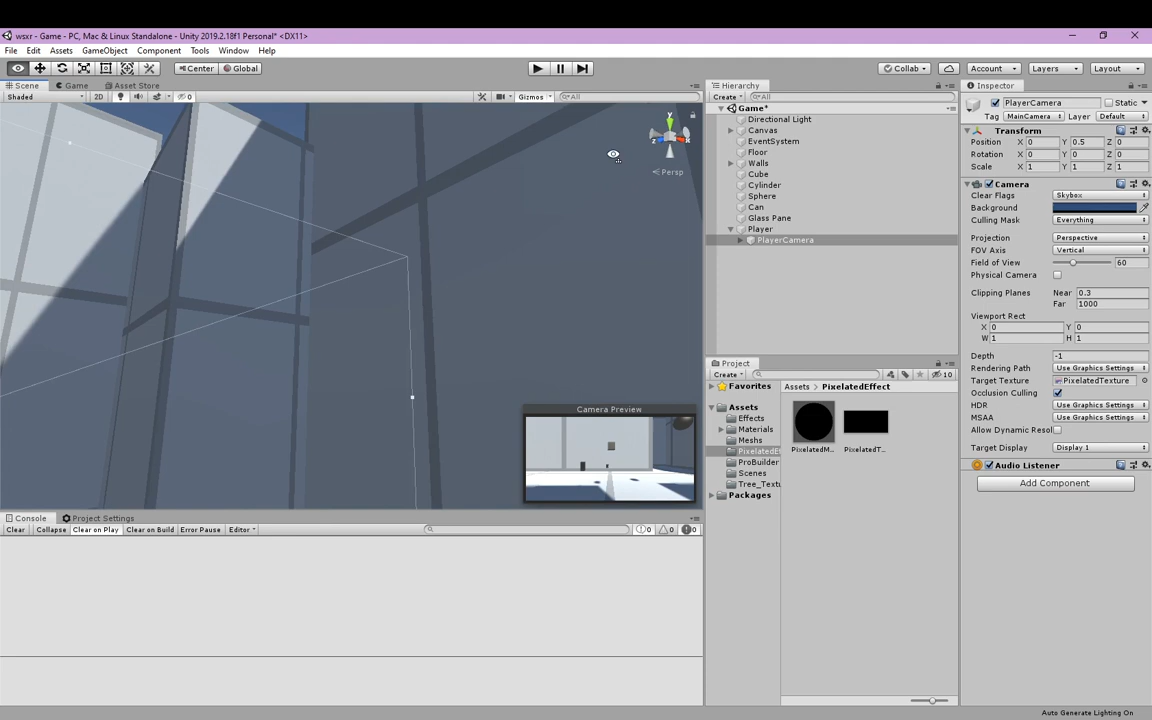 wsxr - Game - PC, Mac & Linux Standalone - Unity 2019.2.18f1 Personal* <DX11>
File Edit Assets GameObject Component Tools Window Help
Center Global Collab Account Layers Layout
Scene Game Asset Store
Shaded 2D 0 Gizmos All
y
z x
Persp
Camera Preview
Hierarchy
Create All
Game*
Directional Light
Canvas
EventSystem
Floor
Walls
Cube
Cylinder
Sphere
Can
Glass Pane
Player
PlayerCamera
Project
Create 10
Favorites
Assets
Effects
Materials
Meshes
PixelatedEf
ProBuilder
Scenes
Tree_Textu
Packages
Assets > PixelatedEffect
PixelatedM... PixelatedT...
Inspector
PlayerCamera Static
Tag MainCamera Layer Default
Transform
Position X 0 Y 0.5 Z 0
Rotation X 0 Y 0 Z 0
Scale X 1 Y 1 Z 1
Camera
Clear Flags Skybox
Background
Culling Mask Everything
Projection Perspective
FOV Axis Vertical
Field of View 60
Physical Camera
Clipping Planes Near 0.3
Far 1000
Viewport Rect
X 0 Y 0
W 1 H 1
Depth -1
Rendering Path Use Graphics Settings
Target Texture PixelatedTexture
Occlusion Culling
HDR Use Graphics Settings
MSAA Use Graphics Settings
Allow Dynamic Resol
Target Display Display 1
Audio Listener
Add Component
Console Project Settings
Clear Collapse Clear on Play Clear on Build Error Pause Editor 0 0 0
Auto Generate Lighting On